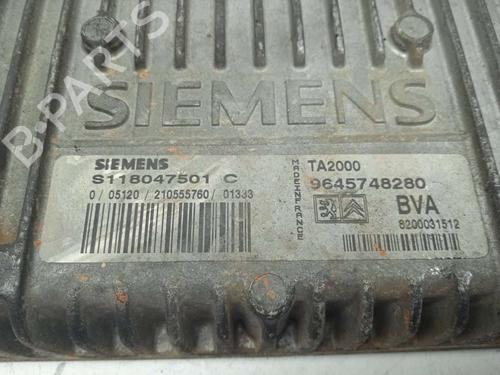 B-PARTS
SIEMENS
SIEMENS
S118047501 C
0 / 05120 / 210555760 / 01333
MADE IN FRANCE
TA2000
9645748280
BVA
8200031512